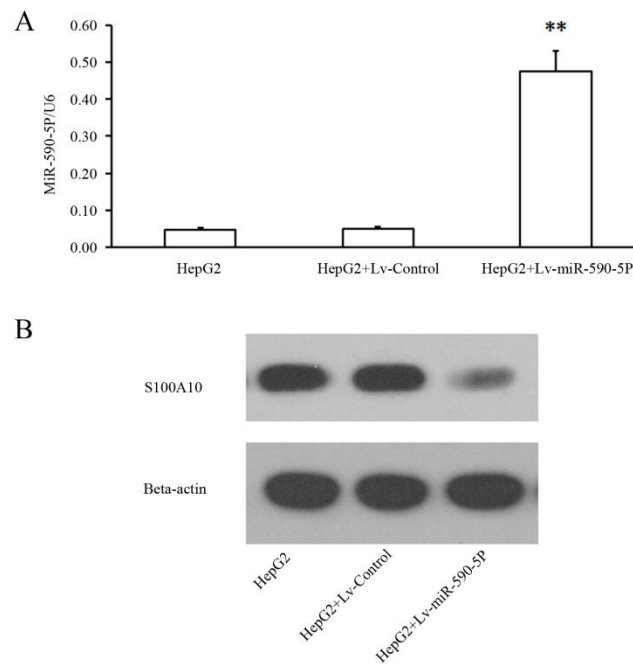 A
**
0.60
0.50
0.40
0.30
0.20
0.10
0.00
MiR-590-5P/U6
HepG2
HepG2+Lv-Control
HepG2+Lv-miR-590-5P
B
S100A10
Beta-actin
HepG2
HepG2+Lv-Control
HepG2+Lv-miR-590-5P